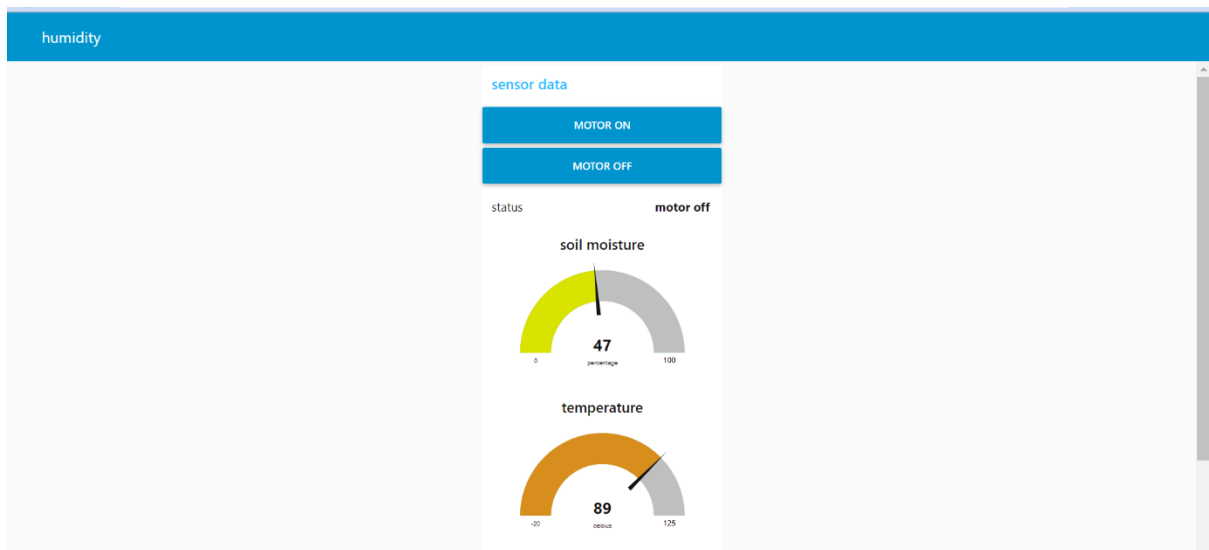 humidity
sensor data
MOTOR ON
MOTOR OFF
status motor off
soil moisture
47
0 percentage 100
temperature
89
-20 celsius 125